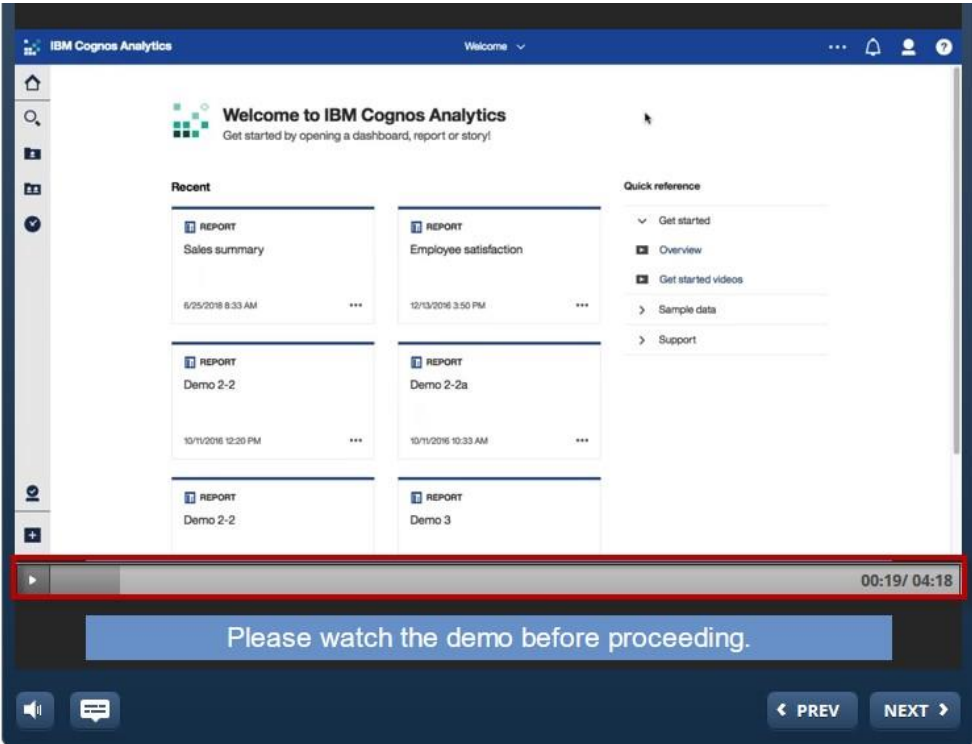 IBM Cognos Analytics
Welcome
Welcome to IBM Cognos Analytics
Get started by opening a dashboard, report or story!
Recent
Quick reference
REPORT
Sales summary
6/25/2018 8:33 AM
REPORT
Employee satisfaction
12/13/2016 3:50 PM
Get started
Overview
Get started videos
Sample data
Support
REPORT
Demo 2-2
10/11/2016 12:20 PM
REPORT
Demo 2-2a
10/11/2016 10:33 AM
REPORT
Demo 2-2
REPORT
Demo 3
00:19/ 04:18
Please watch the demo before proceeding.
PREV
NEXT